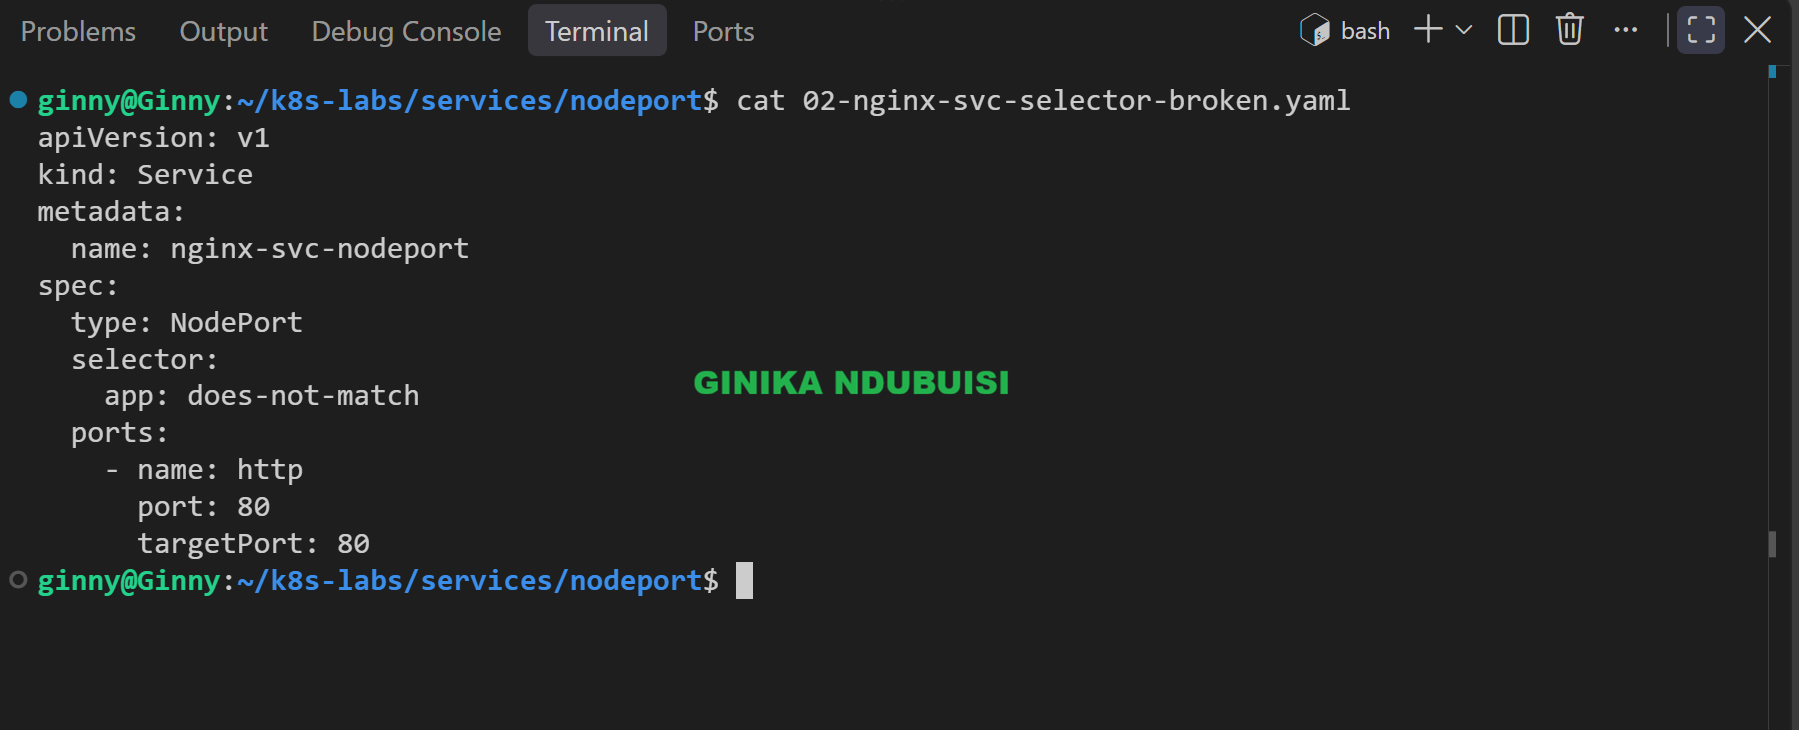 Problems Output Debug Console Terminal Ports bash
ginny@Ginny:~/k8s-labs/services/nodeport$ cat 02-nginx-svc-selector-broken.yaml
apiVersion: v1
kind: Service
metadata:
  name: nginx-svc-nodeport
spec:
  type: NodePort
  selector:
    app: does-not-match
  ports:
    - name: http
      port: 80
      targetPort: 80
ginny@Ginny:~/k8s-labs/services/nodeport$
GINIKA NDUBUISI